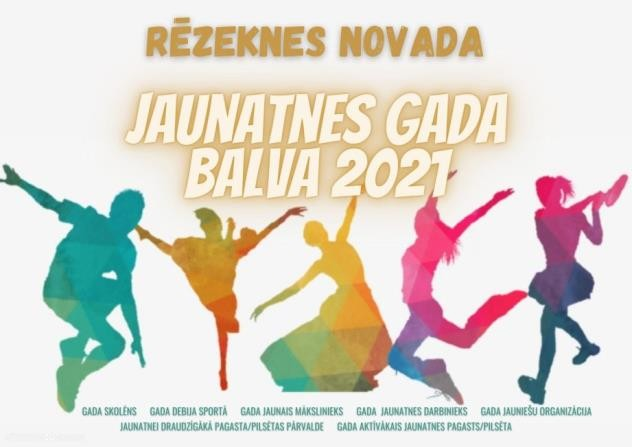 RĒZEKNES NOVADA
JAUNATNES GADA
BALVA 2021
GADA SKOLĒNS GADA DEBIJA SPORTĀ GADA JAUNAIS MĀKSLINIEKS GADA JAUNATNES DARBINIEKS GADA JAUNIEŠU ORGANIZĀCIJA
JAUNATNEI DRAUDZĪGĀKĀ PAGASTA/PILSĒTAS PĀRVALDE GADA AKTĪVĀKAIS JAUNATNES PAGASTS/PILSĒTA